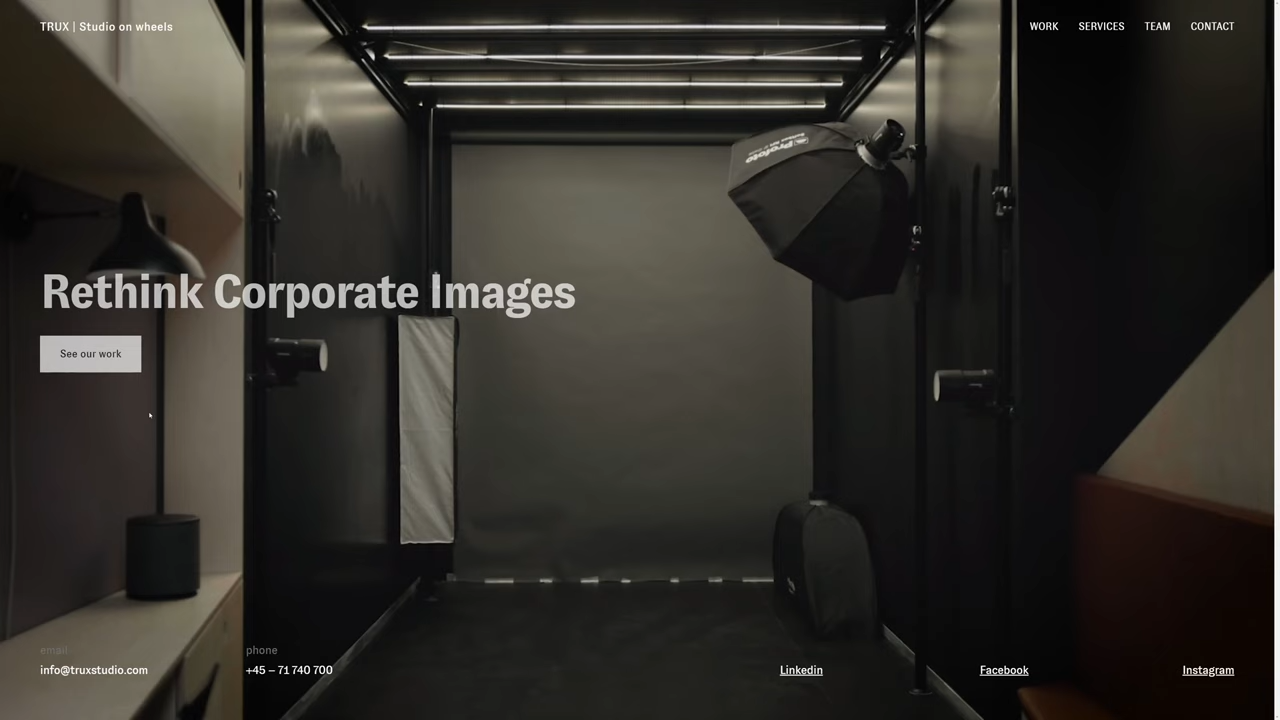 TRUX | Studio on wheels
WORK
SERVICES
TEAM
CONTACT
Profoto
Rethink Corporate Images
See our work
email
phone
info@truxstudio.com
+45 – 71 740 700
Linkedin
Facebook
Instagram